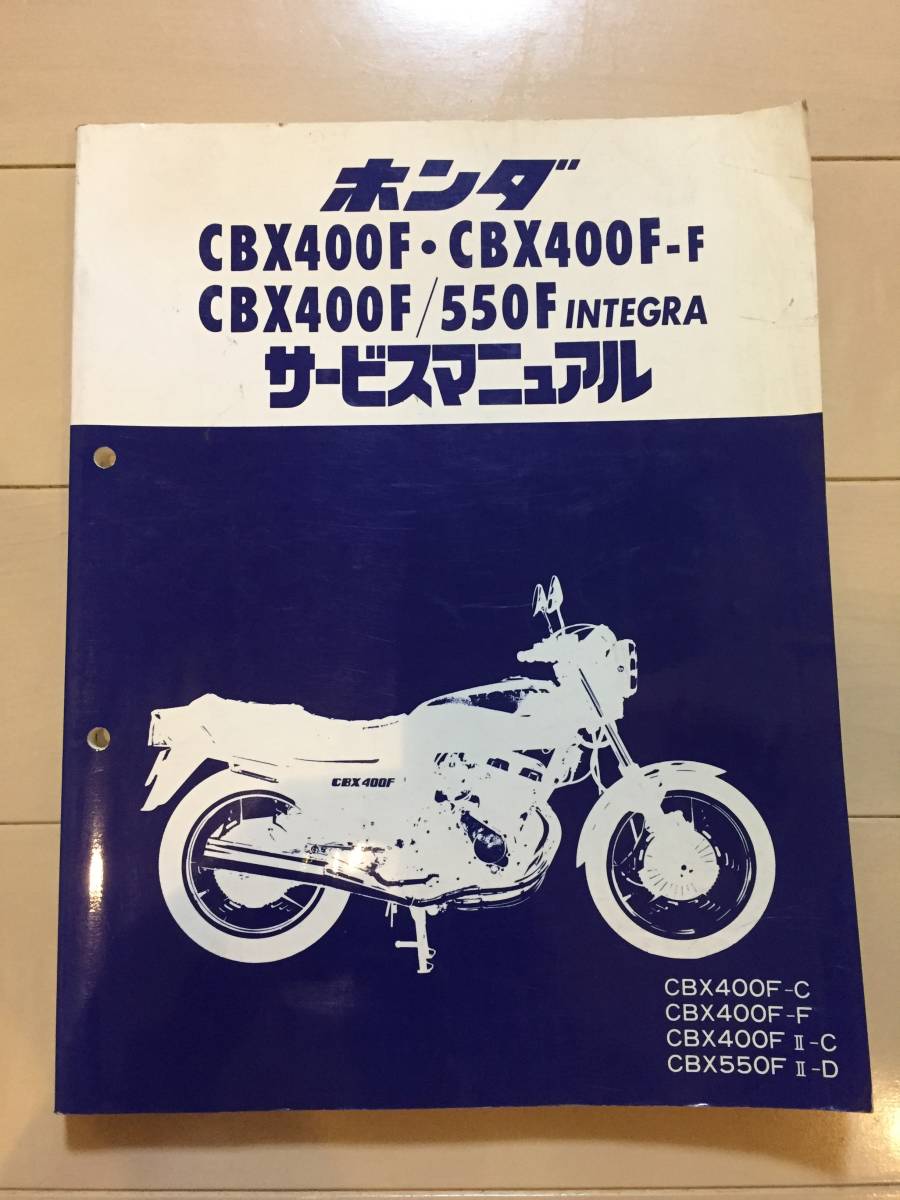 ホンダ
CBX400F・CBX400F-F
CBX400F/550F INTEGRA
サービスマニュアル
CBX400F
CBX400F-C
CBX400F-F
CBX400F Ⅱ-C
CBX550F Ⅱ-D